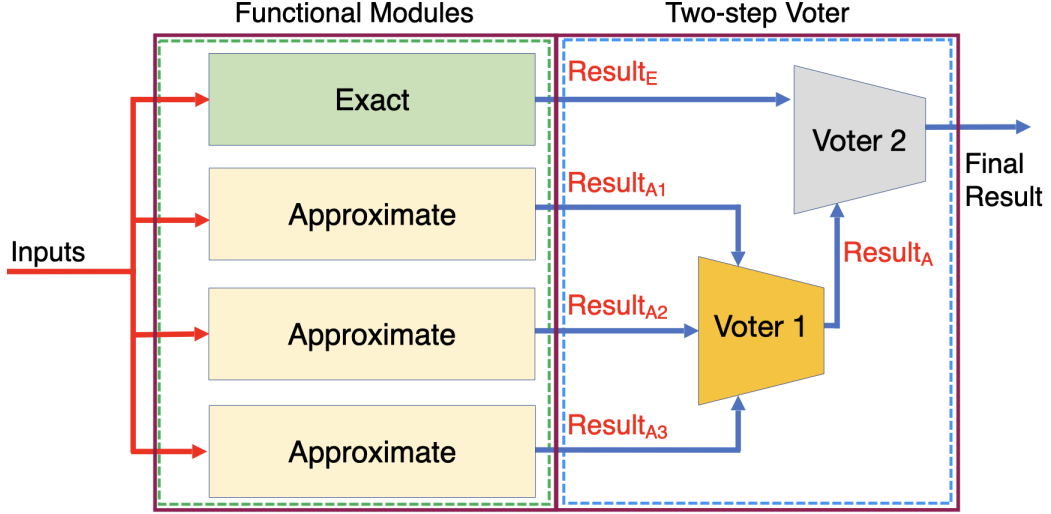 Functional Modules
Two-step Voter
Exact
Approximate
Approximate
Approximate
Inputs
Result_E
Result_A1
Result_A2
Result_A3
Voter 1
Result_A
Voter 2
Final
Result